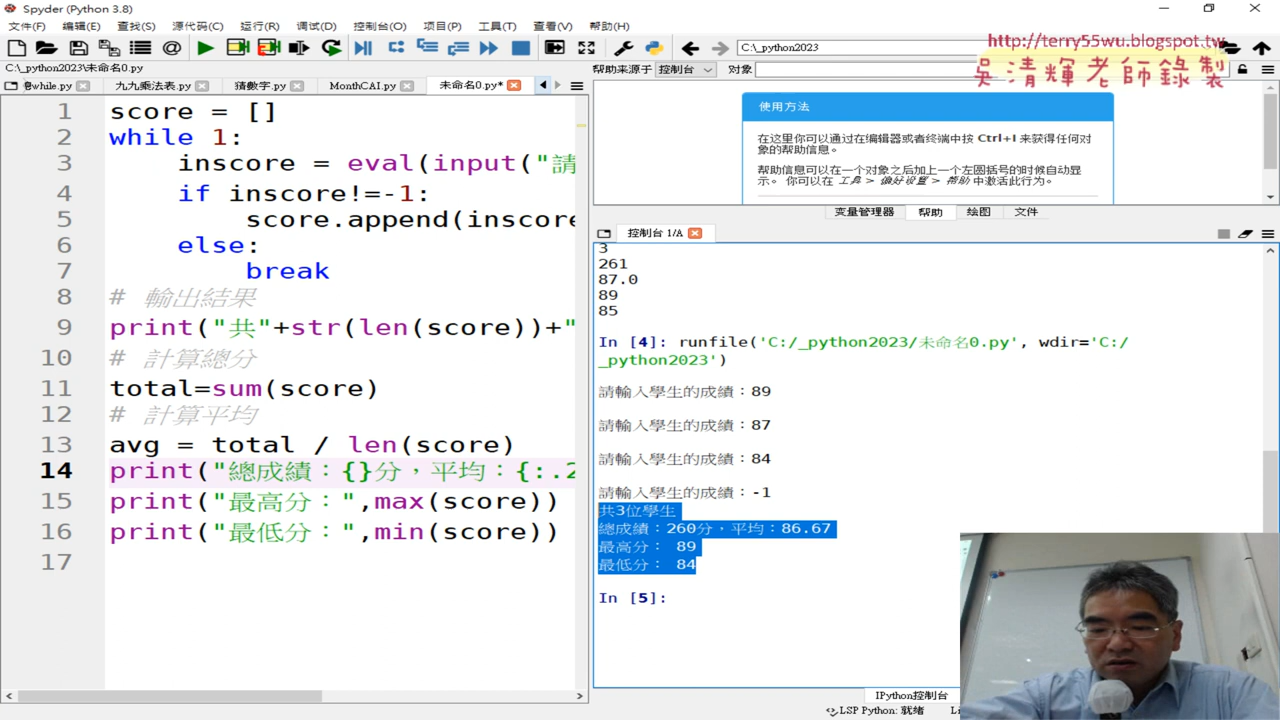 Spyder (Python 3.8)
文件(F) 编辑(E) 查找(S) 源代码(C) 运行(R) 调试(D) 控制台(O) 项目(P) 工具(T) 查看(V) 帮助(H)
C:\_python2023
http://terry55wu.blogspot.tw
吳清輝老師錄製
C:\_python2023\未命名0.py
帮助来源于 控制台 对象
while.py 九九乘法表.py 猜數字.py MonthCAI.py 未命名0.py*
1 score = []
2 while 1:
3 inscore = eval(input("請
4 if inscore!=-1:
5 score.append(inscore
6 else:
7 break
8 # 輸出結果
9 print("共"+str(len(score))+"
10 # 計算總分
11 total=sum(score)
12 # 計算平均
13 avg = total / len(score)
14 print("總成績：{}分，平均：{:.2
15 print("最高分：",max(score))
16 print("最低分：",min(score))
17
使用方法
在这里你可以通过在编辑器或者终端中按 Ctrl+I 来获得任何对
象的帮助信息。
帮助信息可以在一个对象之后加上一个左圆括号的时候自动显
示。 你可以在 工具 > 偏好设置 > 帮助 中激活此行为。
变量管理器 帮助 绘图 文件
控制台 1/A
3
261
87.0
89
85
In [4]: runfile('C:/_python2023/未命名0.py', wdir='C:/
_python2023')
請輸入學生的成績：89
請輸入學生的成績：87
請輸入學生的成績：84
請輸入學生的成績：-1
共3位學生
總成績：260分，平均：86.67
最高分： 89
最低分： 84
In [5]:
IPython控制台
LSP Python: 就绪